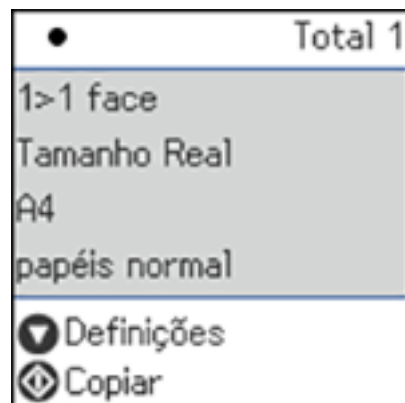 Total 1
1>1 face
Tamanho Real
A4
papéis normal
Definições
Copiar